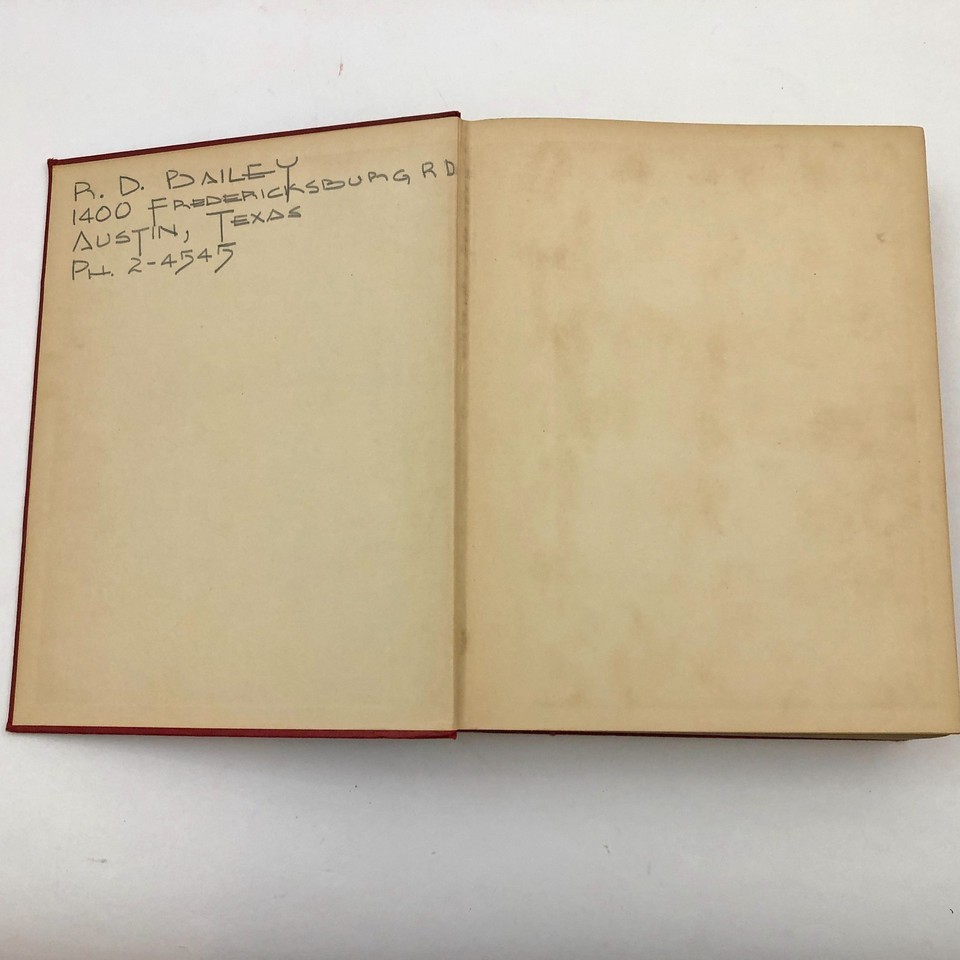 R. D. BAILEY
1400 FREDERICKSBURG RD
AUSTIN, TEXAS
PH. 2-4545